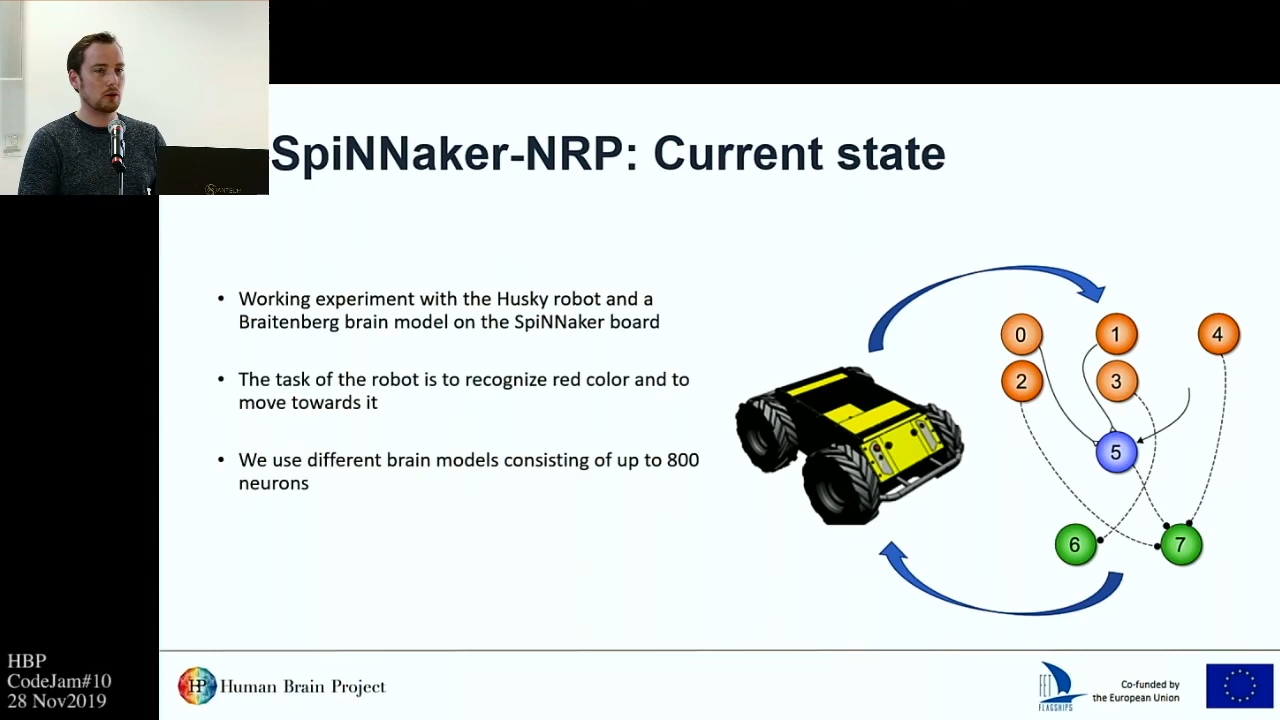 SpiNNaker-NRP: Current state
• Working experiment with the Husky robot and a
Braitenberg brain model on the SpiNNaker board
• The task of the robot is to recognize red color and to
move towards it
• We use different brain models consisting of up to 800
neurons
0
1
4
2
3
5
6
7
HBP
CodeJam#10
28 Nov2019
HP
Human Brain Project
FET
FLAGSHIPS
Co-funded by
the European Union